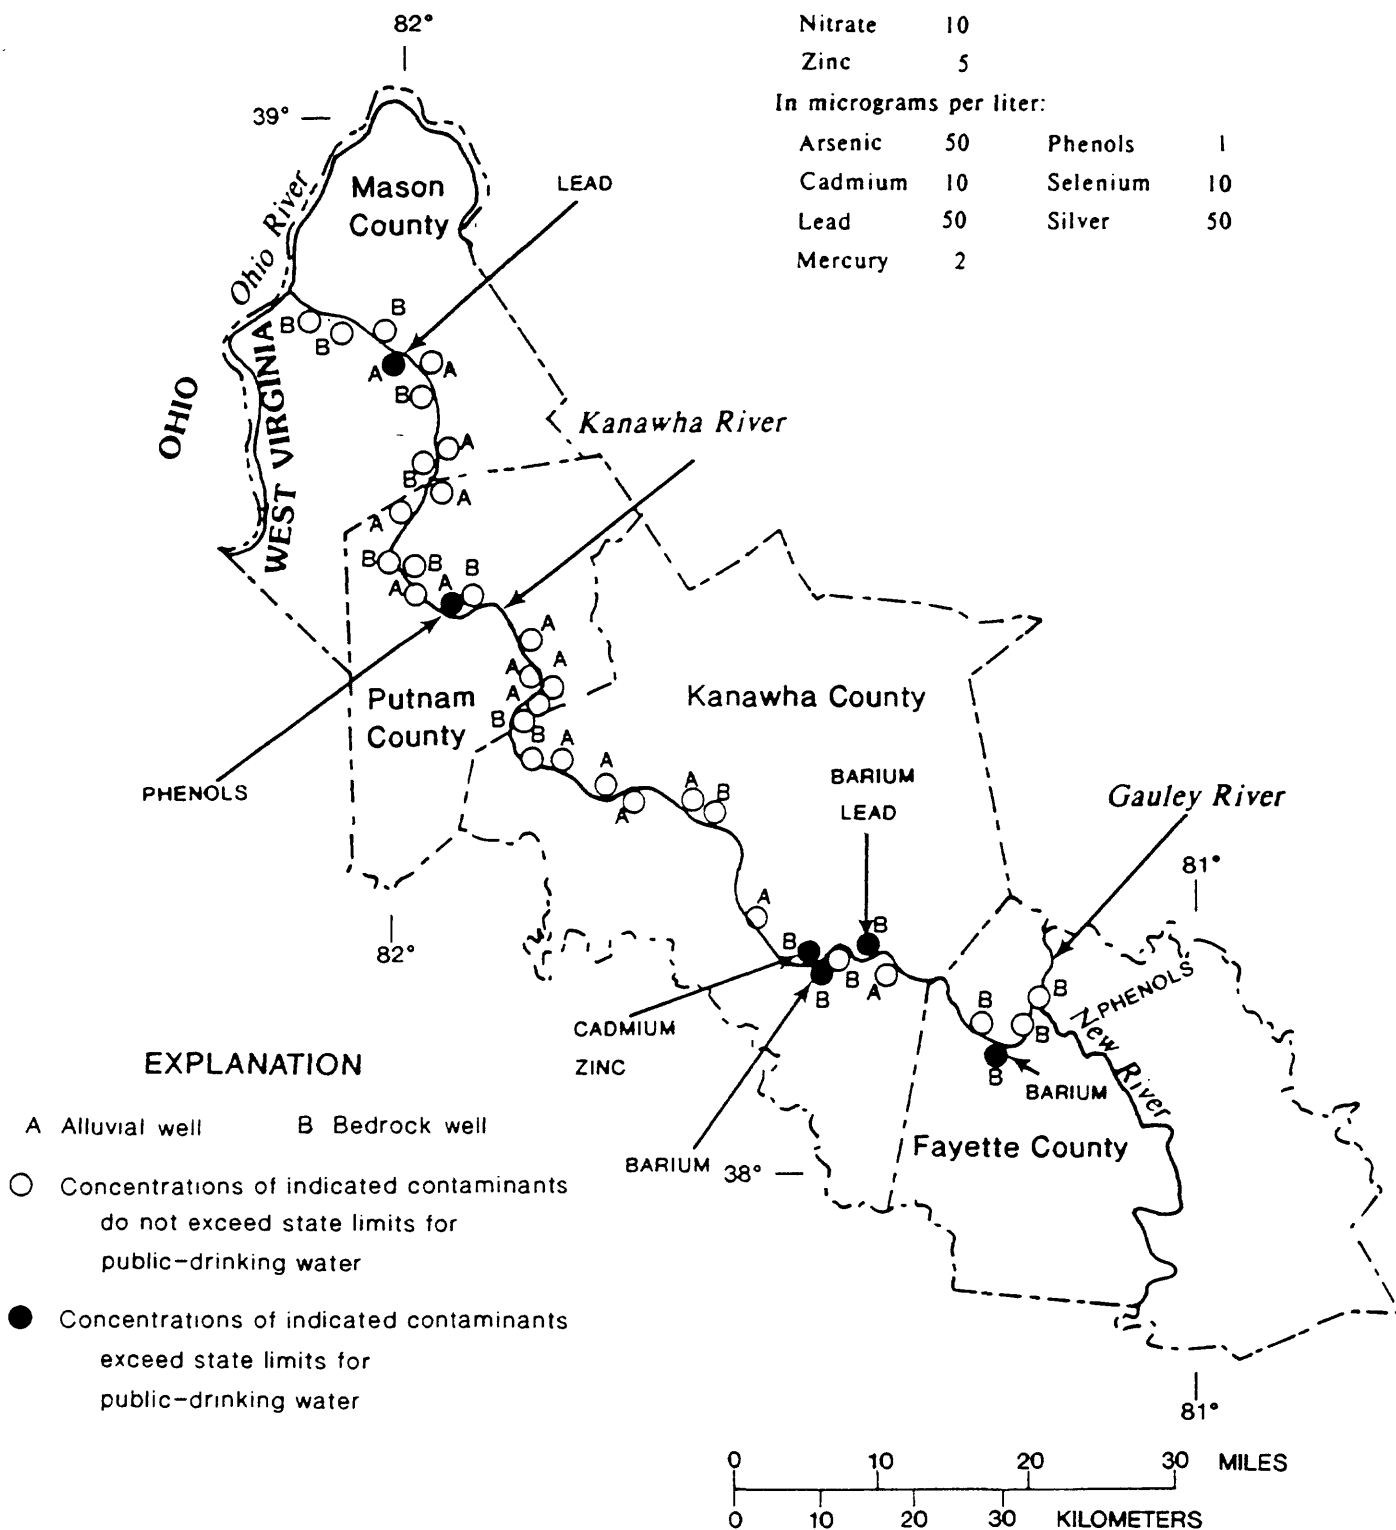 82°
Nitrate 10
Zinc 5
39°
In micrograms per liter:
Arsenic 50 Phenols 1
Cadmium 10 Selenium 10
Lead 50 Silver 50
Mercury 2
Mason
County
LEAD
Ohio River
B
B
B
A
A
B
OHIO
WEST VIRGINIA
Kanawha River
A
B
A
A
B
B
A
A
B
A
A
A
A
B
B
A
Putnam
County
Kanawha County
PHENOLS
A
A
A
B
BARIUM
LEAD
Gauley River
81°
82°
A
B
B
B
B
A
B
B
B
B
PHENOLS
New River
CADMIUM
ZINC
BARIUM
BARIUM
38°
Fayette County
EXPLANATION
A Alluvial well B Bedrock well
Concentrations of indicated contaminants
do not exceed state limits for
public-drinking water
Concentrations of indicated contaminants
exceed state limits for
public-drinking water
81°
0 10 20 30 MILES
0 10 20 30 KILOMETERS